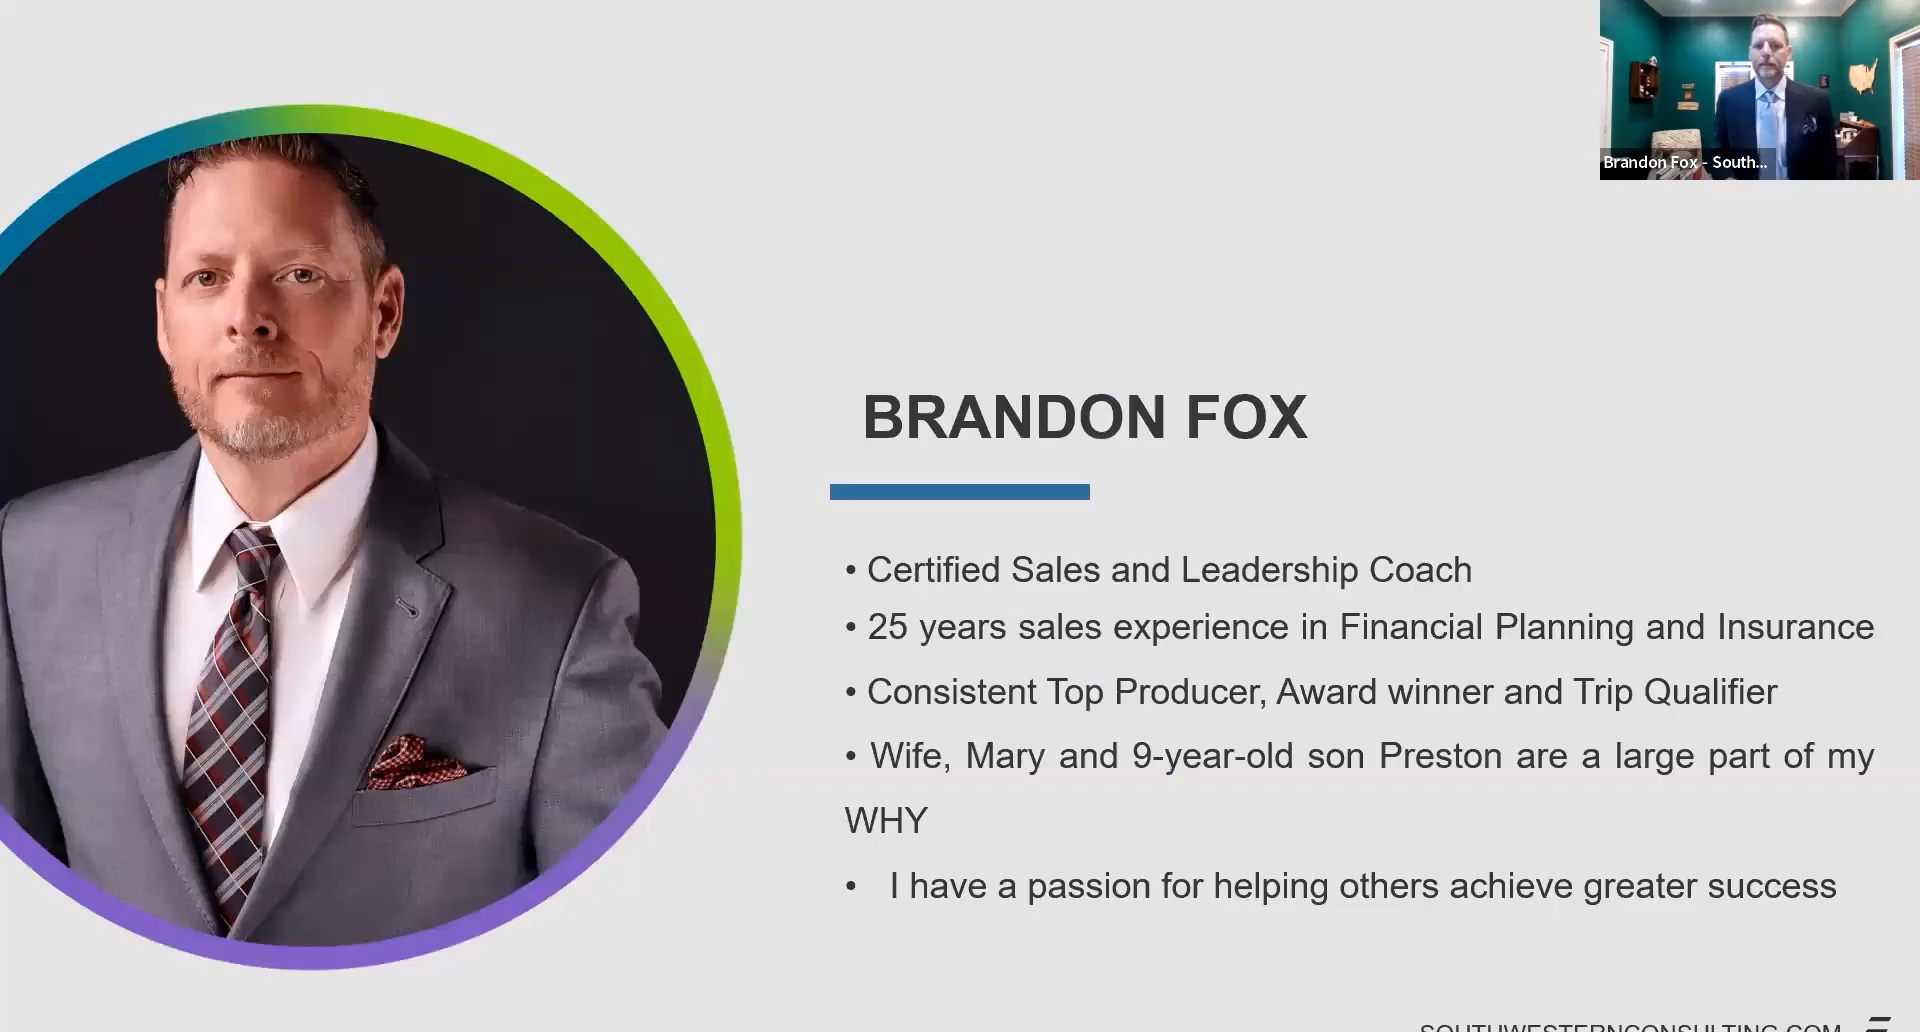 Brandon Fox - South...
BRANDON FOX
• Certified Sales and Leadership Coach
• 25 years sales experience in Financial Planning and Insurance
• Consistent Top Producer, Award winner and Trip Qualifier
• Wife, Mary and 9-year-old son Preston are a large part of my
WHY
• I have a passion for helping others achieve greater success
SOUTHWESTERNCONSULTING.COM